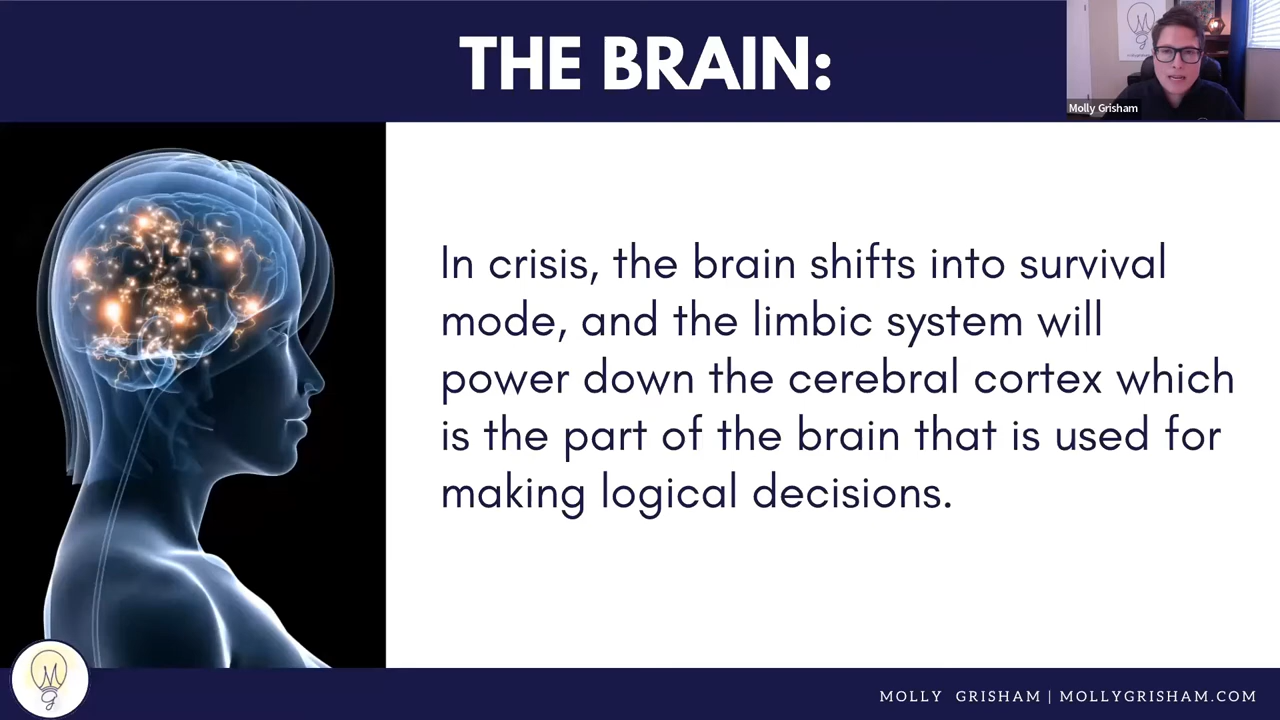 THE BRAIN:
Molly Grisham
In crisis, the brain shifts into survival
mode, and the limbic system will
power down the cerebral cortex which
is the part of the brain that is used for
making logical decisions.
M
g
MOLLY GRISHAM | MOLLYGRISHAM.COM